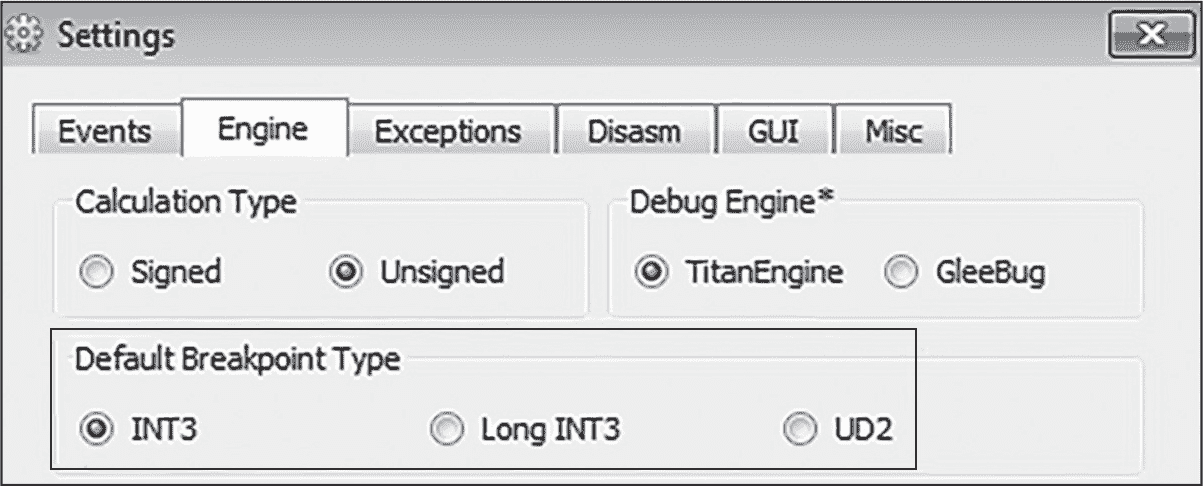 Settings
Events Engine Exceptions Disasm GUI Misc
Calculation Type Debug Engine*
Signed Unsigned TitanEngine GleeBug
Default Breakpoint Type
INT3 Long INT3 UD2